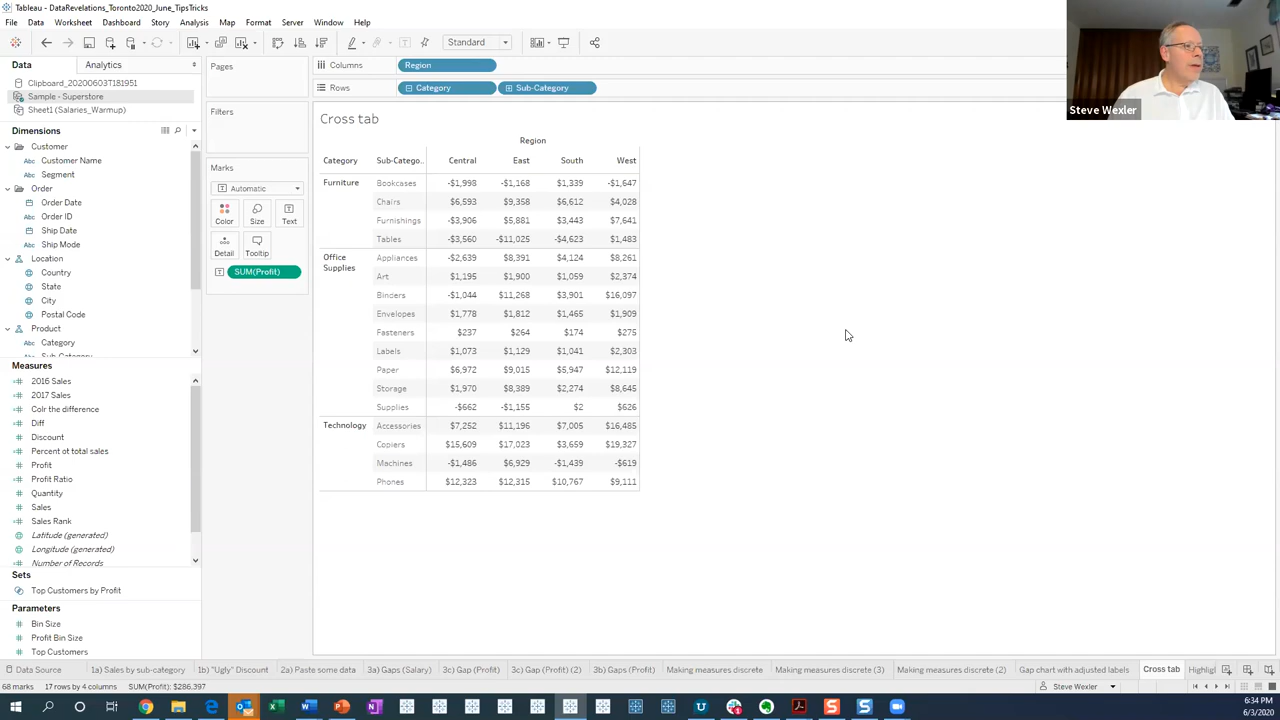 Tableau - DataRevelations_Toronto2020_June_TipsTricks
File Data Worksheet Dashboard Story Analysis Map Format Server Window Help
Standard
Data Analytics
Clipboard_20200603T181951
Sample - Superstore
Sheet1 (Salaries_Warmup)
Dimensions
Customer
Abc Customer Name
Abc Segment
Order
Order Date
Abc Order ID
Ship Date
Abc Ship Mode
Location
Country
State
City
Postal Code
Product
Abc Category
Abc Sub-Category
Measures
2016 Sales
2017 Sales
Colr the difference
Diff
Discount
Percent ot total sales
Profit
Profit Ratio
Quantity
Sales
Sales Rank
Latitude (generated)
Longitude (generated)
Number of Records
Sets
Top Customers by Profit
Parameters
Bin Size
Profit Bin Size
Top Customers
Pages
Filters
Marks
Automatic
Color Size Text
Detail Tooltip
SUM(Profit)
Columns Region
Rows Category Sub-Category
Steve Wexler
Cross tab
Region
Category Sub-Catego.. Central East South West
Furniture Bookcases -$1,998 -$1,168 $1,339 -$1,647
Chairs $6,593 $9,358 $6,612 $4,028
Furnishings -$3,906 $5,881 $3,443 $7,641
Tables -$3,560 -$11,025 -$4,623 $1,483
Office Supplies Appliances -$2,639 $8,391 $4,124 $8,261
Art $1,195 $1,900 $1,059 $2,374
Binders -$1,044 $11,268 $3,901 $16,097
Envelopes $1,778 $1,812 $1,465 $1,909
Fasteners $237 $264 $174 $275
Labels $1,073 $1,129 $1,041 $2,303
Paper $6,972 $9,015 $5,947 $12,119
Storage $1,970 $8,389 $2,274 $8,645
Supplies -$662 -$1,155 $2 $626
Technology Accessories $7,252 $11,196 $7,005 $16,485
Copiers $15,609 $17,023 $3,659 $19,327
Machines -$1,486 $6,929 -$1,439 -$619
Phones $12,323 $12,315 $10,767 $9,111
Data Source 1a) Sales by sub-category 1b) "Ugly" Discount 2a) Paste some data 3a) Gaps (Salary) 3c) Gap (Profit) 3c) Gap (Profit) (2) 3b) Gaps (Profit) Making measures discrete Making measures discrete (3) Making measures discrete (2) Gap chart with adjusted labels Cross tab Highligl
68 marks 17 rows by 4 columns SUM(Profit): $286,397 Steve Wexler
6:34 PM
6/3/2020